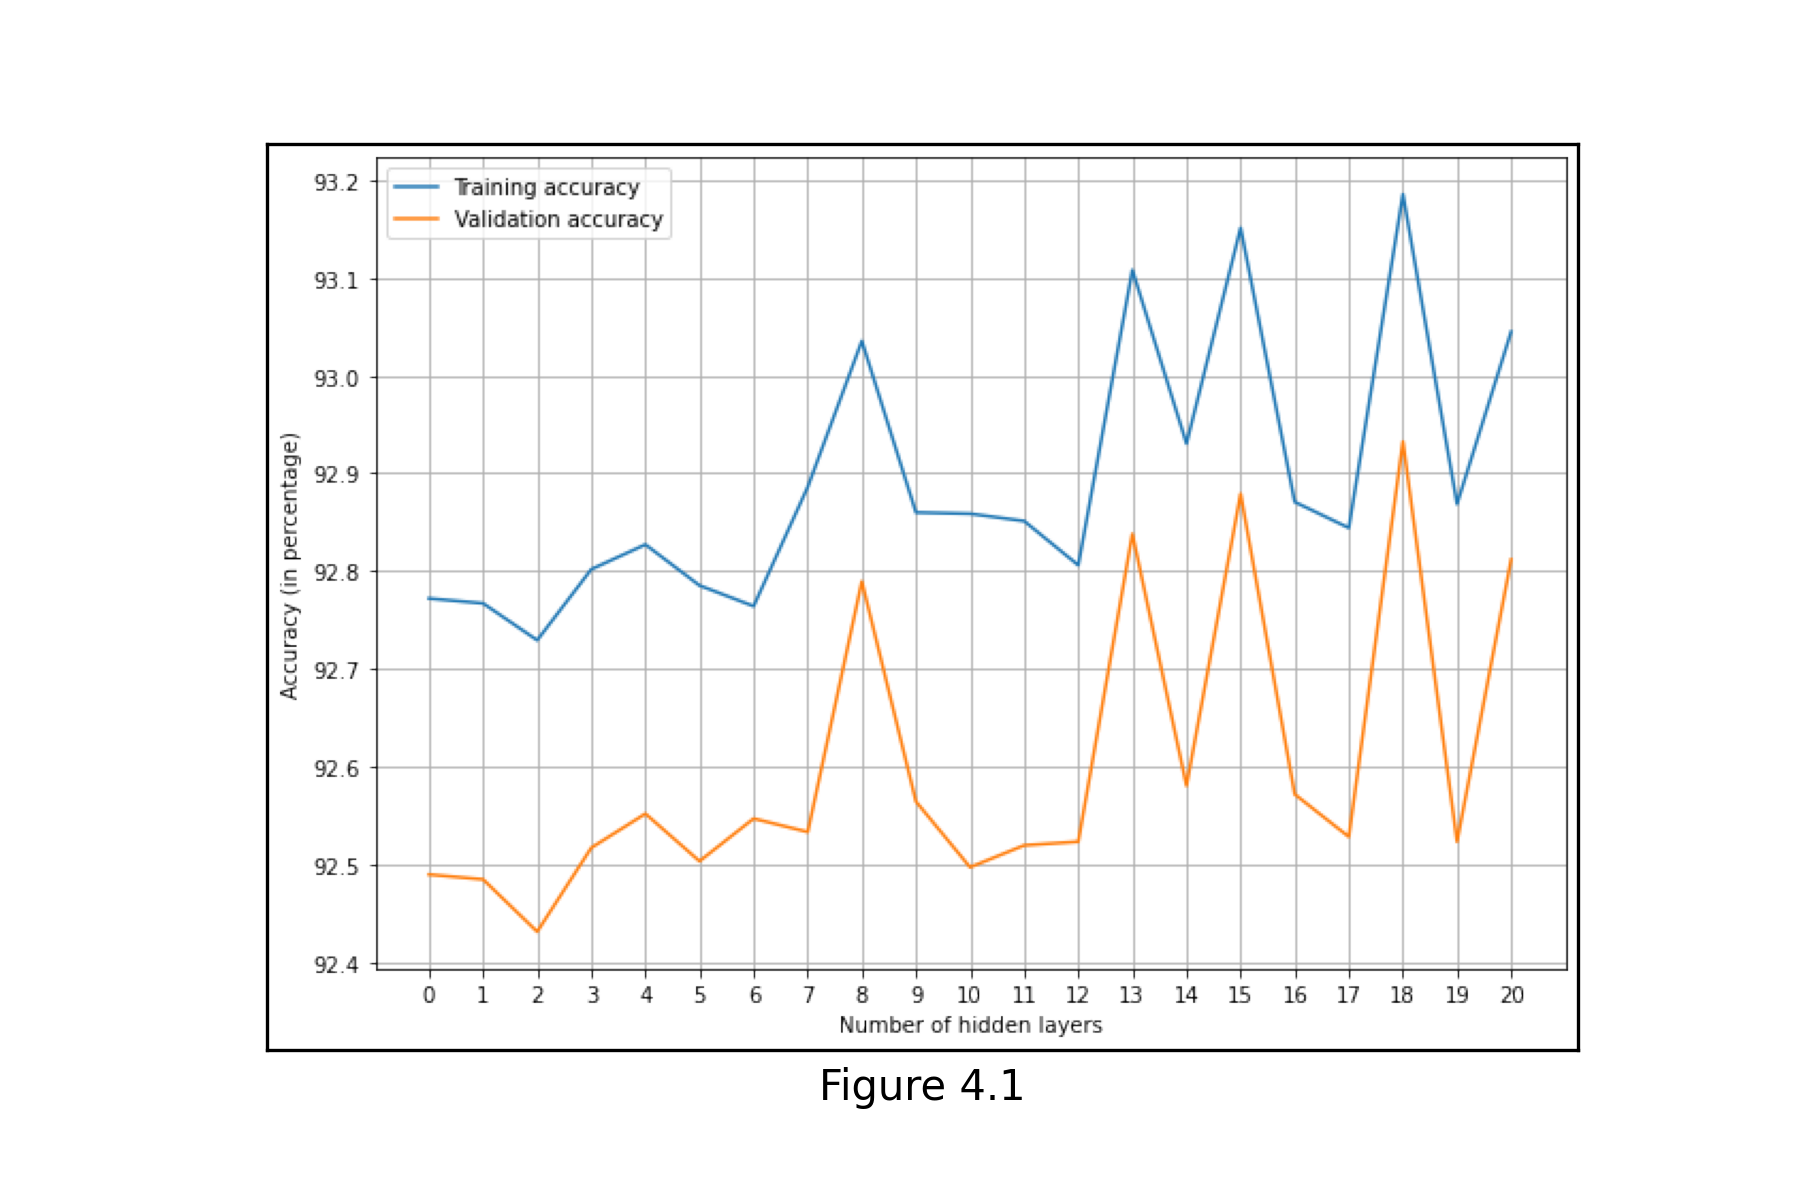 Training accuracy
Validation accuracy
93.2
93.1
93.0
92.9
92.8
92.7
92.6
92.5
92.4
Accuracy (in percentage)
0 1 2 3 4 5 6 7 8 9 10 11 12 13 14 15 16 17 18 19 20
Number of hidden layers
Figure 4.1